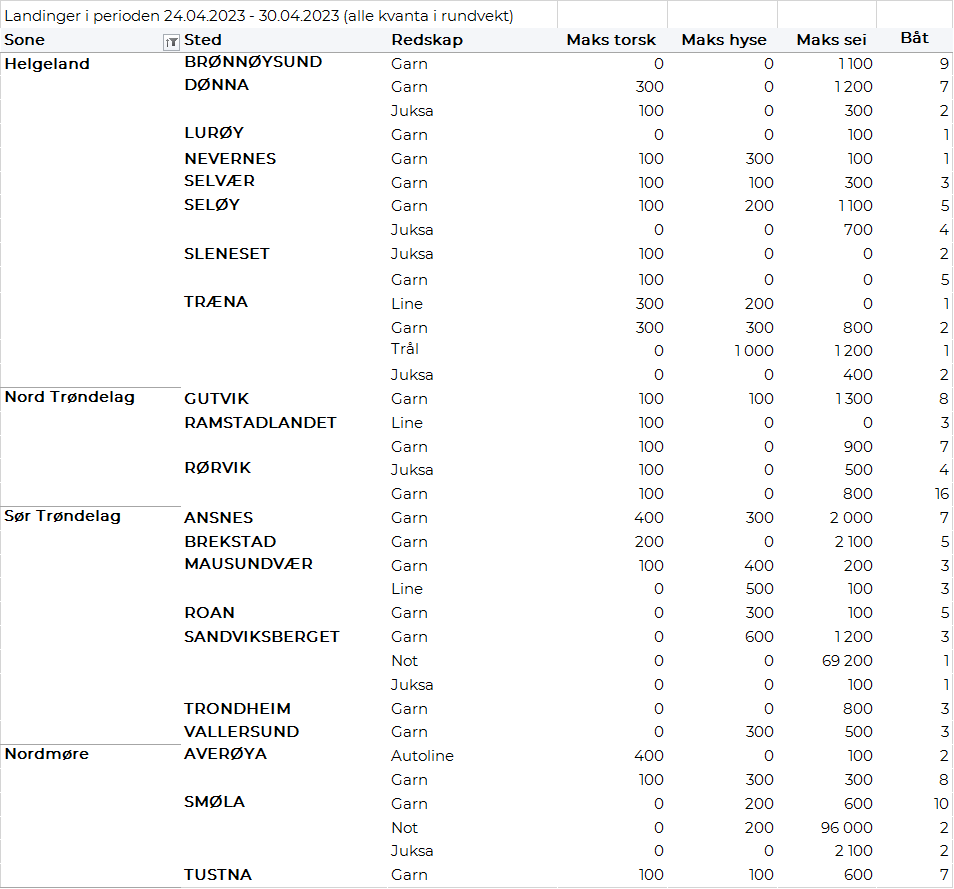 Landinger i perioden 24.04.2023 - 30.04.2023 (alle kvanta i rundvekt)
Sone Sted Redskap Maks torsk Maks hyse Maks sei Båt
Helgeland BRØNNØYSUND Garn 0 0 1 100 9
DØNNA Garn 300 0 1 200 7
Juksa 100 0 300 2
LURØY Garn 0 0 100 1
NEVERNES Garn 100 300 100 1
SELVÆR Garn 100 100 300 3
SELØY Garn 100 200 1 100 5
Juksa 0 0 700 4
SLENESET Juksa 100 0 0 2
Garn 100 0 0 5
TRÆNA Line 300 200 0 1
Garn 300 300 800 2
Trål 0 1 000 1 200 1
Juksa 0 0 400 2
Nord Trøndelag GUTVIK Garn 100 100 1 300 8
RAMSTADLANDET Line 100 0 0 3
Garn 100 0 900 7
RØRVIK Juksa 100 0 500 4
Garn 100 0 800 16
Sør Trøndelag ANSNES Garn 400 300 2 000 7
BREKSTAD Garn 200 0 2 100 5
MAUSUNDVÆR Garn 100 400 200 3
Line 0 500 100 3
ROAN Garn 0 300 100 5
SANDVIKSBERGET Garn 0 600 1 200 3
Not 0 0 69 200 1
Juksa 0 0 100 1
TRONDHEIM Garn 0 0 800 3
VALLERSUND Garn 0 300 500 3
Nordmøre AVERØYA Autoline 400 0 100 2
Garn 100 300 300 8
SMØLA Garn 0 200 600 10
Not 0 200 96 000 2
Juksa 0 0 2 100 2
TUSTNA Garn 100 100 600 7